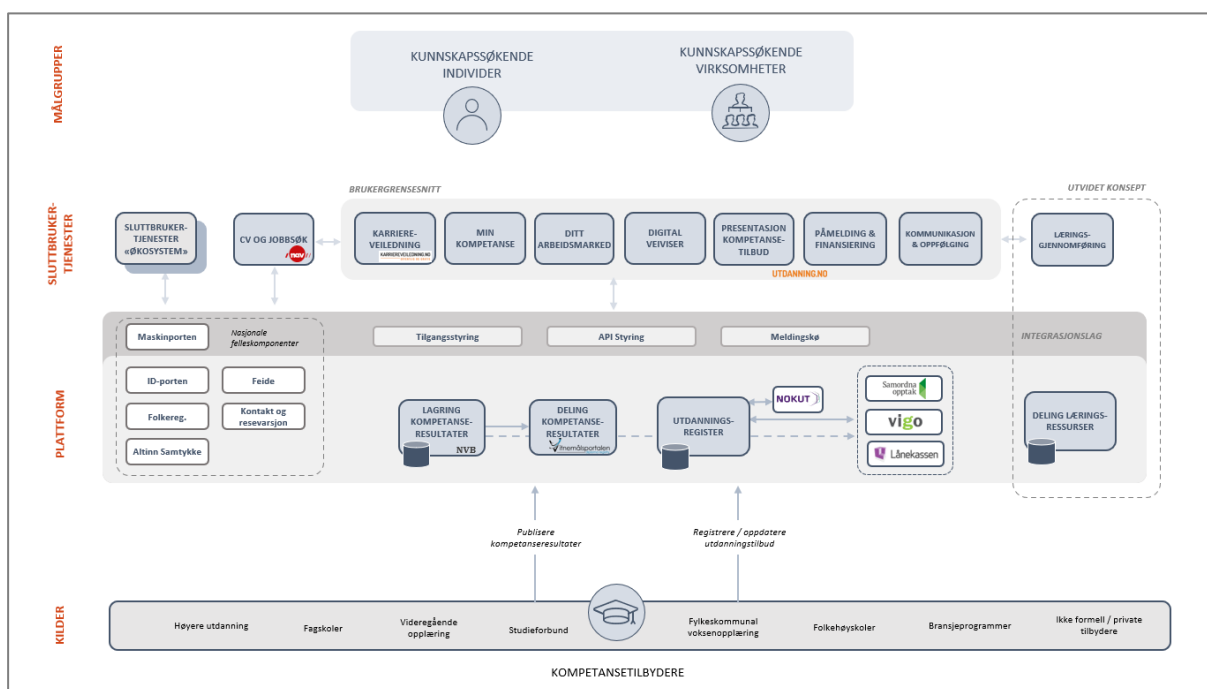 MÅLGRUPPER
KUNNSKAPSSØKENDE
INDIVIDER
KUNNSKAPSSØKENDE
VIRKSOMHETER
SLUTTBRUKER-
TJENESTER
BRUKERGRENSESNITT
UTVIDET KONSEPT
SLUTTBRUKER-
TJENESTER
«ØKOSYSTEM»
CV OG JOBBSØK
nav
KARRIERE-
VEILEDNING
KARRIEREVEILEDNING.NO
MIN
KOMPETANSE
DITT
ARBEIDSMARKED
DIGITAL
VEIVISER
PRESENTASJON
KOMPETANSE-
TILBUD
PÅMELDING &
FINANSIERING
KOMMUNIKASJON
& OPPFØLGING
LÆRINGS-
GJENNOMFØRING
UTDANNING.NO
PLATTFORM
Maskinporten
Nasjonale
felleskomponenter
Tilgangsstyring
API Styring
Meldingskø
INTEGRASJONSLAG
ID-porten
Feide
Folkereg.
Kontakt og
resevarsjon
Altinn Samtykke
LAGRING
KOMPETANSE-
RESULTATER
NVB
DELING
KOMPETANSE-
RESULTATER
Vitnemålsportalen
UTDANNINGS-
REGISTER
NOKUT
Samordna
opptak
vigo
Lånekassen
DELING LÆRINGS-
RESSURSER
Publisere
kompetanseresultater
Registrere / oppdatere
utdanningstilbud
KILDER
Høyere utdanning
Fagskoler
Videregående
opplæring
Studieforbund
Fylkeskommunal
voksenopplæring
Folkehøyskoler
Bransjeprogrammer
Ikke formell / private
tilbydere
KOMPETANSETILBYDERE